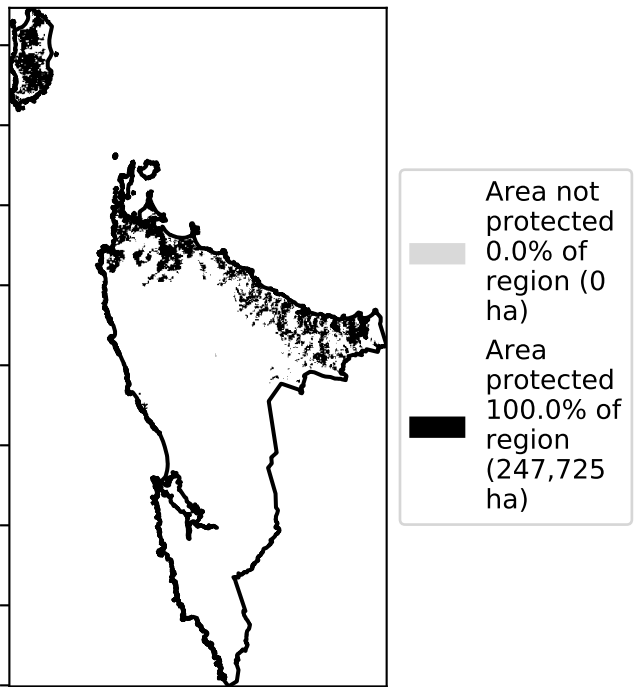 Area not
protected
0.0% of
region (0
ha)
Area
protected
100.0% of
region
(247,725
ha)